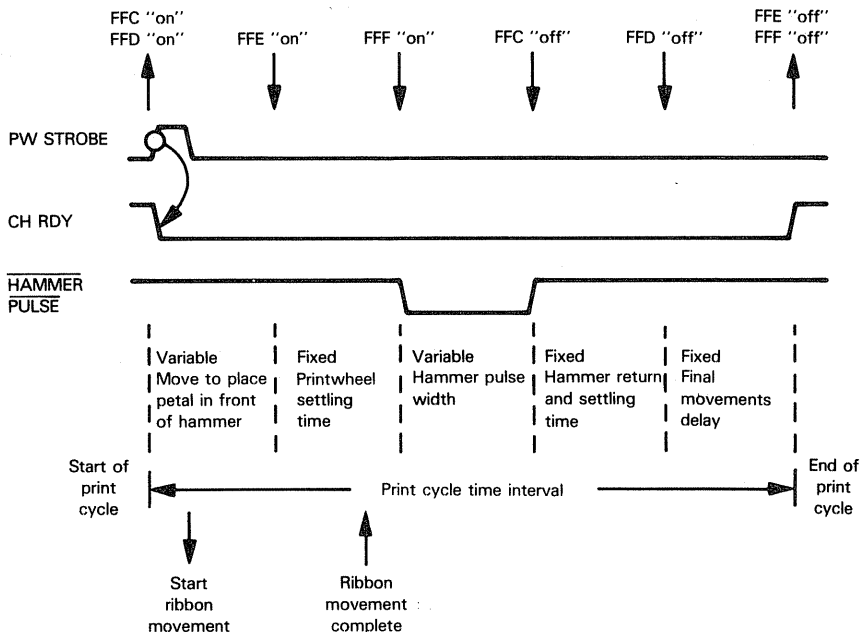 FFC "on"
FFD "on"
FFE "on"
FFF "on"
FFC "off"
FFD "off"
FFE "off"
FFF "off"
PW STROBE
CH RDY
HAMMER
PULSE
Variable
Move to place
petal in front
of hammer
Fixed
Printwheel
settling
time
Variable
Hammer pulse
width
Fixed
Hammer return
and settling
time
Fixed
Final
movements
delay
Start of
print
cycle
Print cycle time interval
End of
print
cycle
Start
ribbon
movement
Ribbon
movement
complete